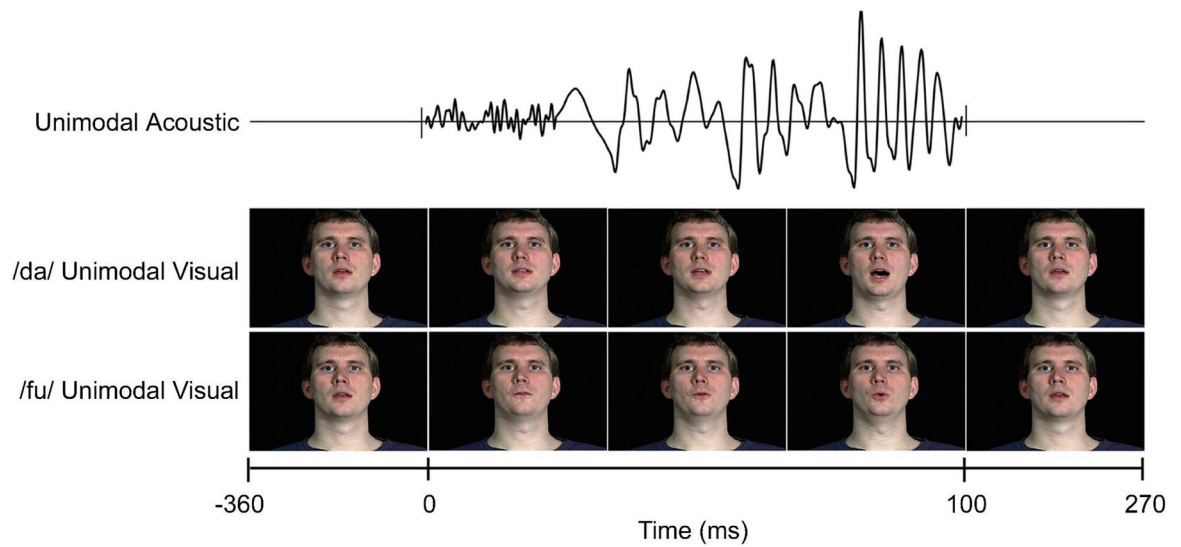 Unimodal Acoustic
/da/ Unimodal Visual
/fu/ Unimodal Visual
-360 0 100 270
Time (ms)